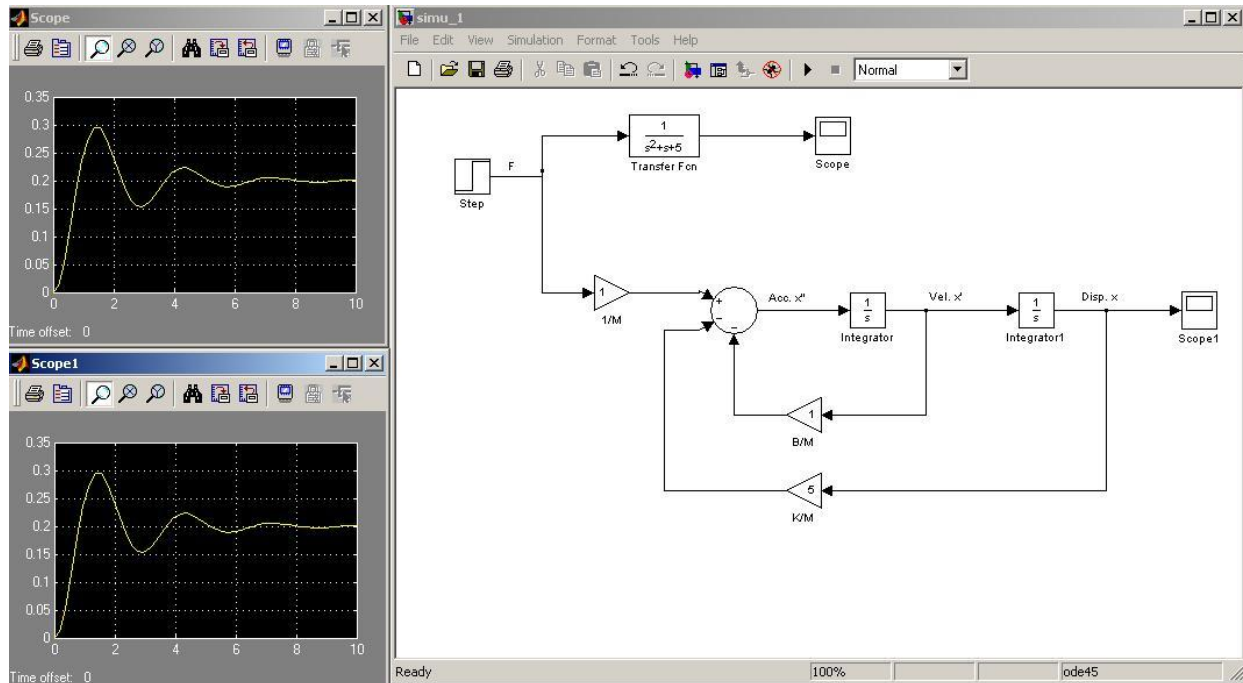 Scope
0.35
0.3
0.25
0.2
0.15
0.1
0.05
0
0 2 4 6 8 10
Time offset: 0
Scope1
0.35
0.3
0.25
0.2
0.15
0.1
0.05
0
0 2 4 6 8 10
Time offset: 0
simu_1
File Edit View Simulation Format Tools Help
Normal
1
s²+s+5
Transfer Fcn
Scope
F
Step
1
1/M
+
−
−
Acc. x''
1
s
Integrator
Vel. x'
1
s
Integrator1
Disp. x
Scope1
1
B/M
5
K/M
Ready 100% ode45